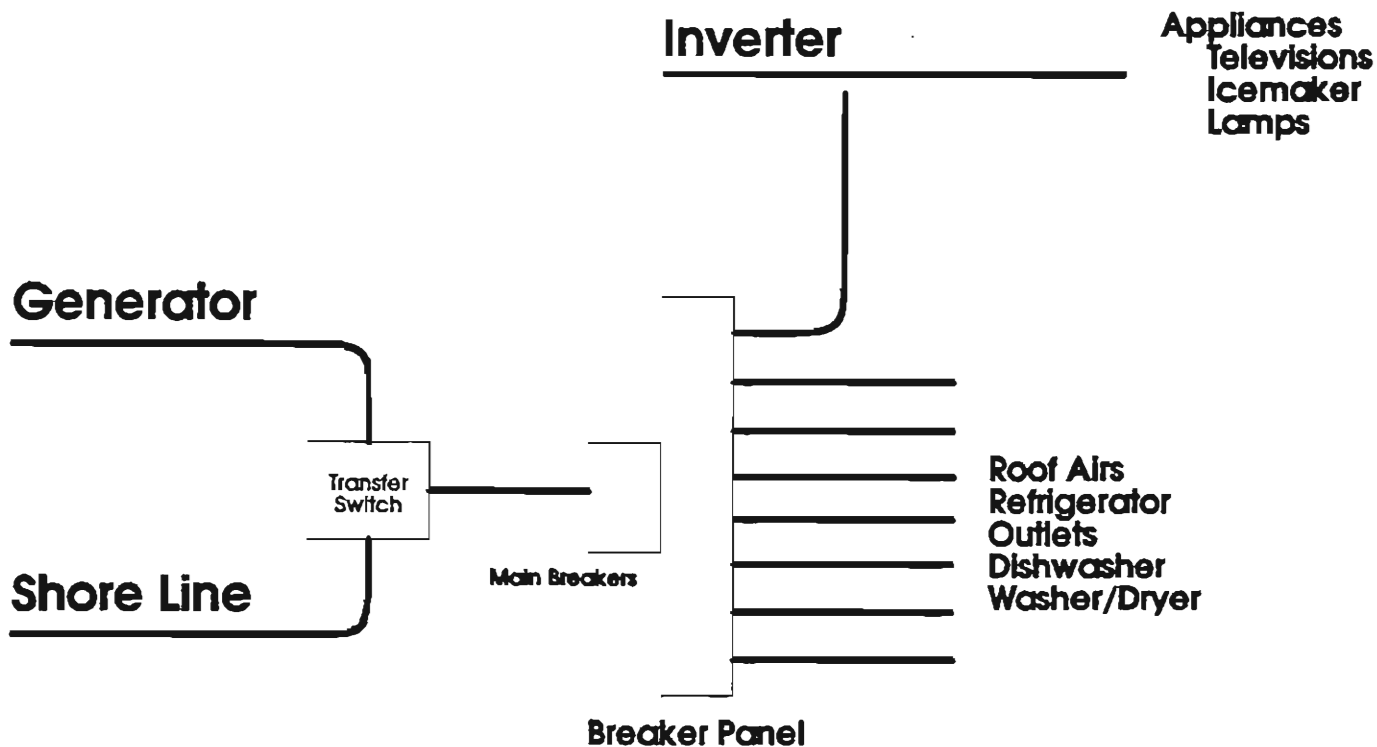 Inverter
Appliances
Televisions
Icemaker
Lamps
Generator
Transfer
Switch
Main Breakers
Shore Line
Roof Airs
Refrigerator
Outlets
Dishwasher
Washer/Dryer
Breaker Panel